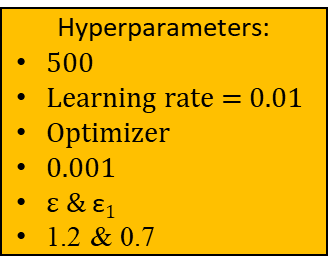 Hyperparameters:
• 500
• Learning rate = 0.01
• Optimizer
• 0.001
• ε & ε₁
• 1.2 & 0.7